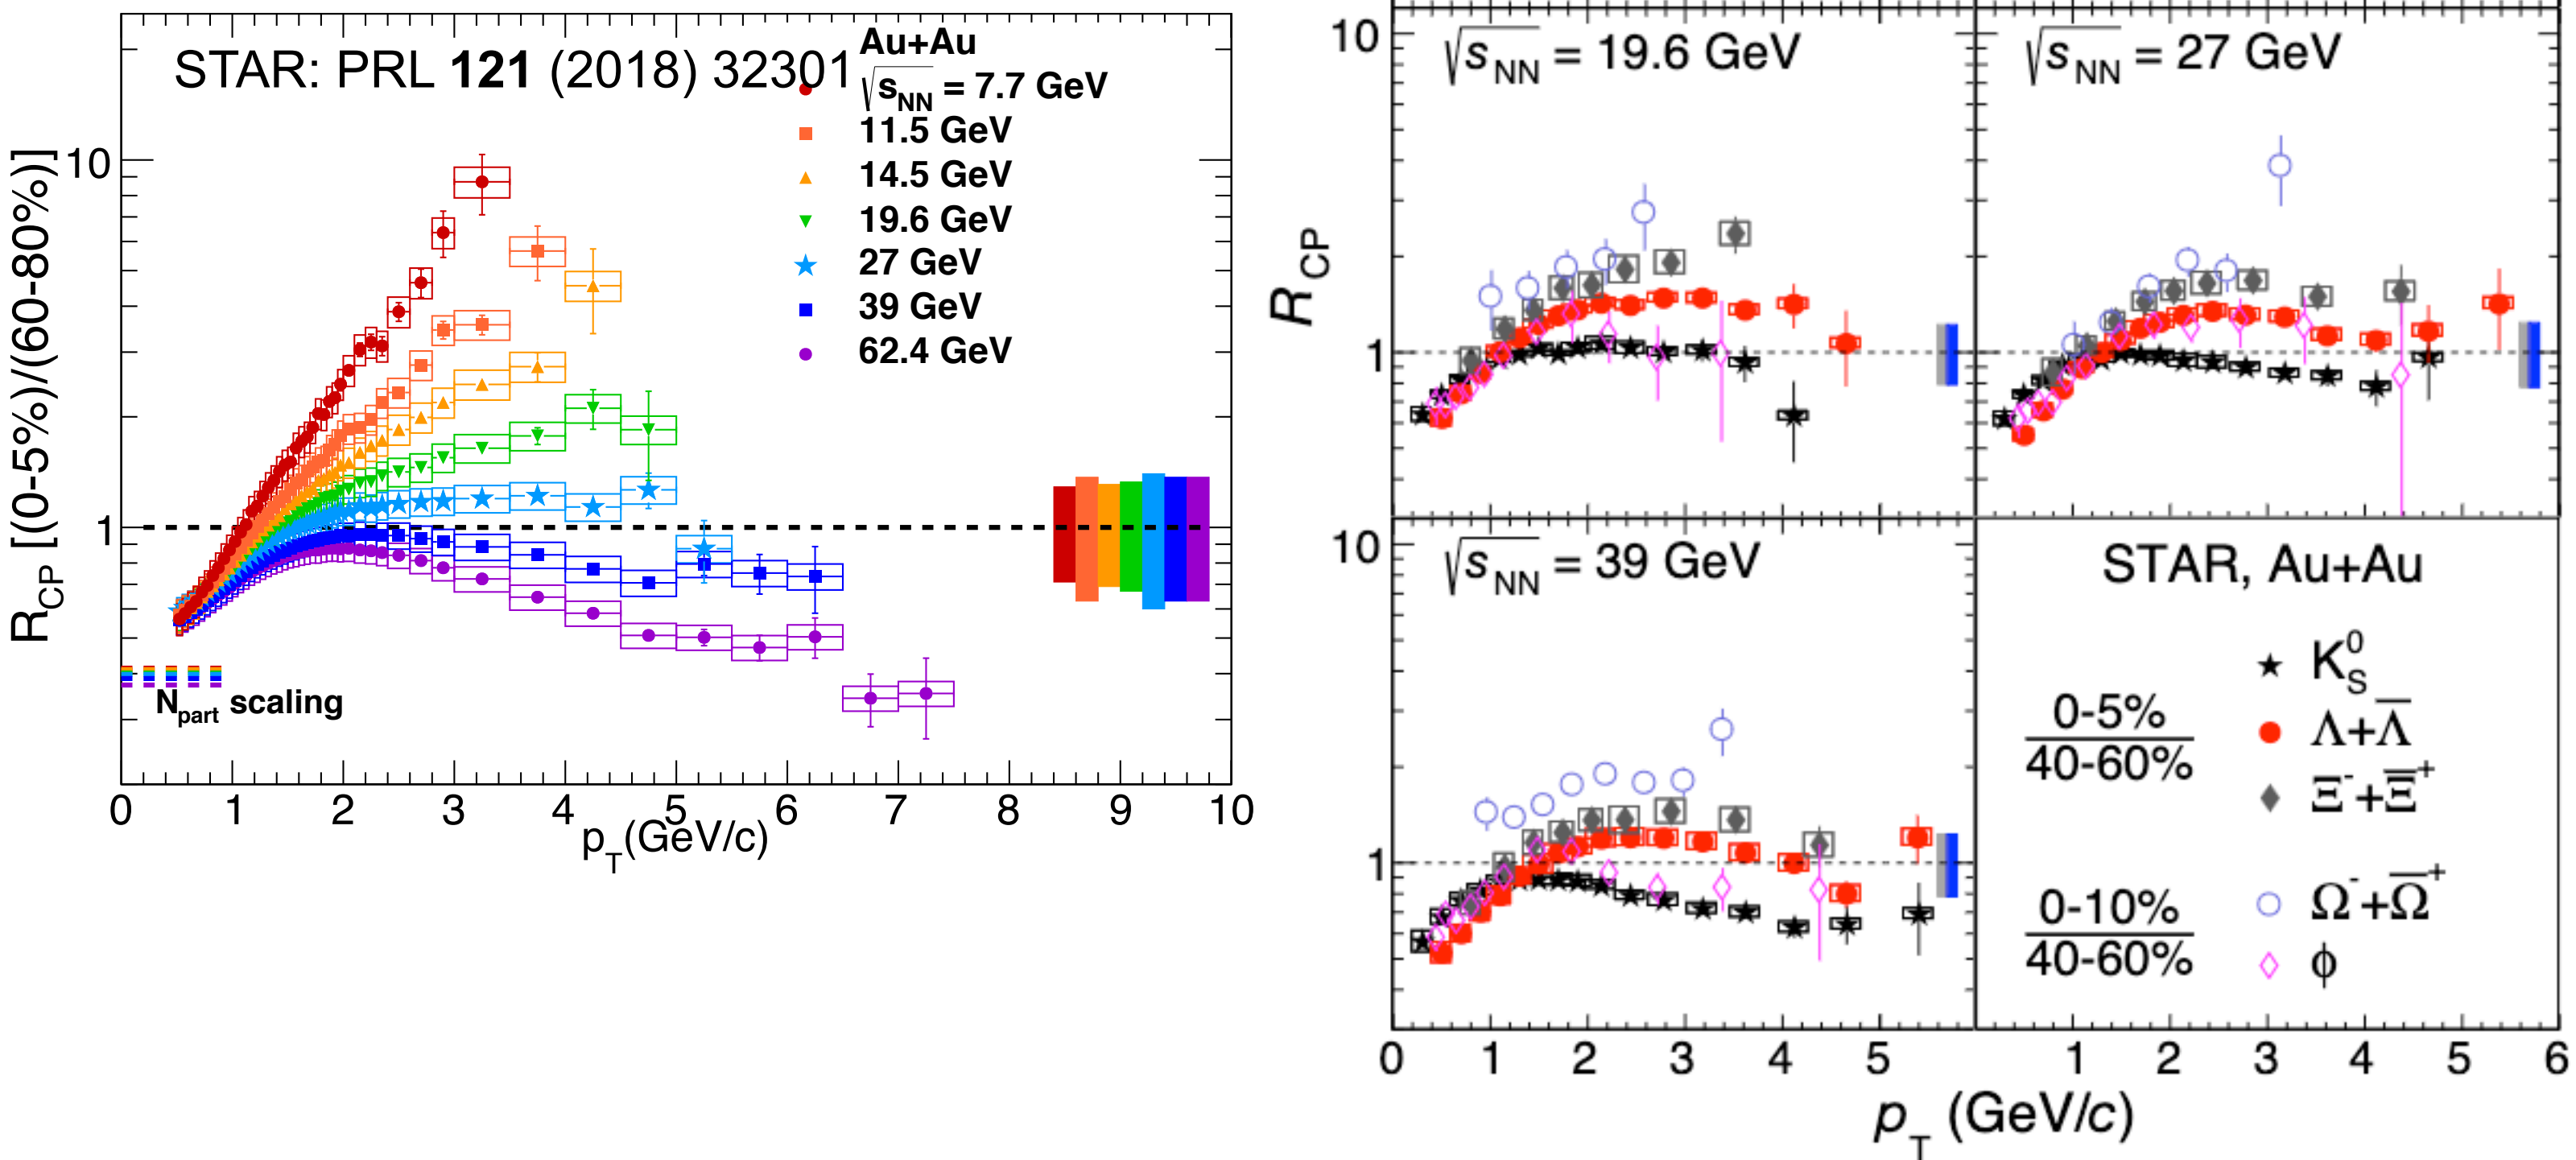 STAR: PRL 121 (2018) 32301
Au+Au
√sNN = 7.7 GeV
11.5 GeV
14.5 GeV
19.6 GeV
27 GeV
39 GeV
62.4 GeV
RCP [(0-5%)/(60-80%)]
10
1
Npart scaling
0 1 2 3 4 5 6 7 8 9 10
pT(GeV/c)
RCP
10
√sNN = 19.6 GeV
1
√sNN = 27 GeV
10
√sNN = 39 GeV
1
STAR, Au+Au
0-5%
40-60%
K0S
Λ+Λ̅
Ξ-+Ξ̅+
0-10%
40-60%
Ω-+Ω̅+
ϕ
0 1 2 3 4 5 1 2 3 4 5 6
pT (GeV/c)